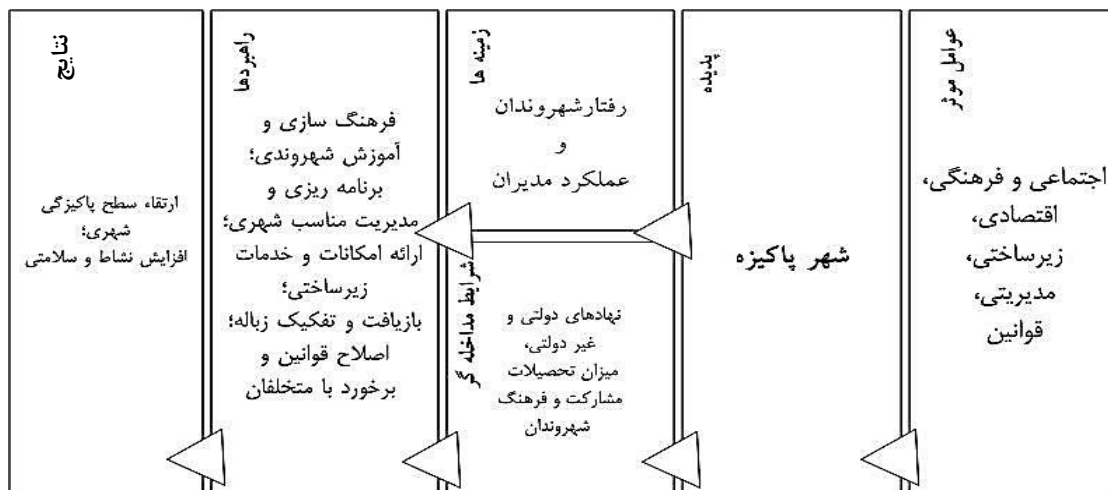 عوامل موثر
اجتماعی و فرهنگی،
اقتصادی،
زیرساختی،
مدیریتی،
قوانین
پدیده
شهر پاکیزه
زمینه ها
رفتارشهروندان
و
عملکرد مدیران
شرایط مداخله گر
نهادهای دولتی و
غیر دولتی،
میزان تحصیلات
مشارکت و فرهنگ
شهروندان
راهبردها
فرهنگ سازی و
آموزش شهروندی؛
برنامه ریزی و
مدیریت مناسب شهری؛
ارائه امکانات و خدمات
زیرساختی؛
بازیافت و تفکیک زباله؛
اصلاح قوانین و
برخورد با متخلفان
نتایج
ارتقاء سطح پاکیزگی
شهری؛
افزایش نشاط و سلامتی